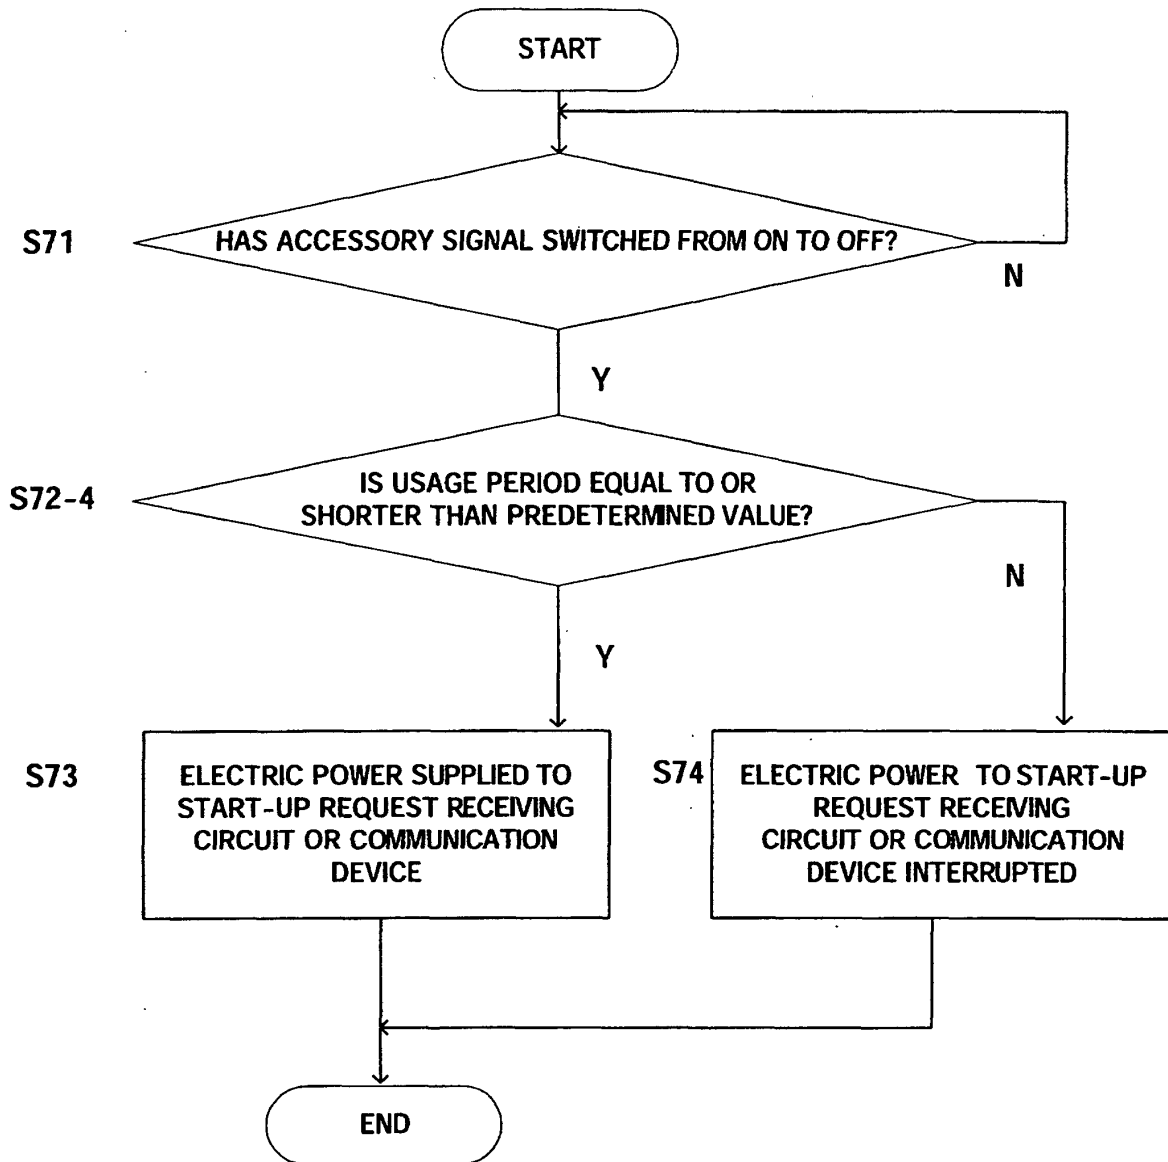 START
S71
HAS ACCESSORY SIGNAL SWITCHED FROM ON TO OFF?
N
Y
S72-4
IS USAGE PERIOD EQUAL TO OR
SHORTER THAN PREDETERMINED VALUE?
N
Y
S73
ELECTRIC POWER SUPPLIED TO
START-UP REQUEST RECEIVING
CIRCUIT OR COMMUNICATION
DEVICE
S74
ELECTRIC POWER TO START-UP
REQUEST RECEIVING
CIRCUIT OR COMMUNICATION
DEVICE INTERRUPTED
END